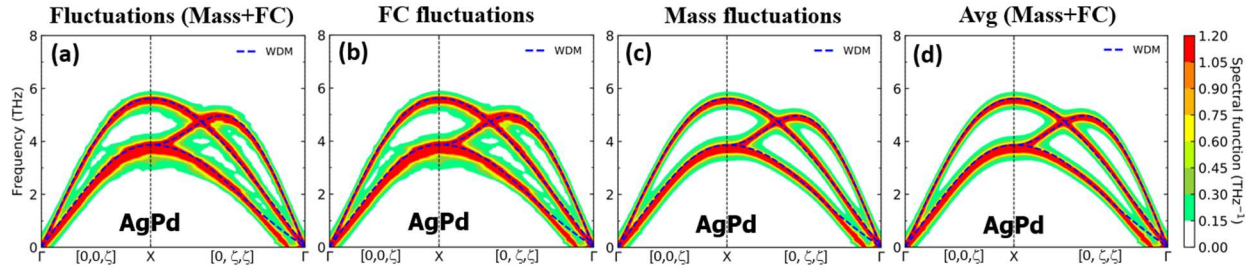 Fluctuations (Mass+FC)
FC fluctuations
Mass fluctuations
Avg (Mass+FC)
Frequency (THz)
8
6
4
2
0
(a)
WDM
AgPd
Γ
[0,0,ζ]
X
[0, ζ,ζ]
Γ
8
6
4
2
0
(b)
WDM
AgPd
Γ
[0,0,ζ]
X
[0, ζ,ζ]
Γ
8
6
4
2
0
(c)
WDM
AgPd
Γ
[0,0,ζ]
X
[0, ζ,ζ]
Γ
8
6
4
2
0
(d)
WDM
AgPd
Γ
[0,0,ζ]
X
[0, ζ,ζ]
Γ
1.20
1.05
0.90
0.75
0.60
0.45
0.30
0.15
0.00
Spectral function (THz⁻¹)